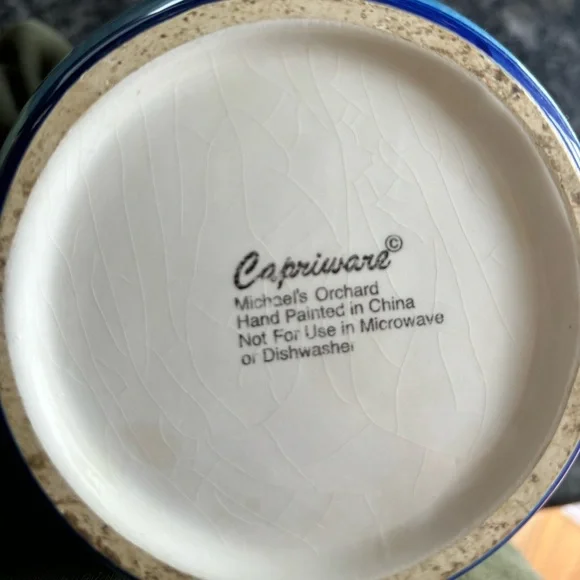 Capriware©
Michael's Orchard
Hand Painted in China
Not For Use in Microwave
or Dishwasher